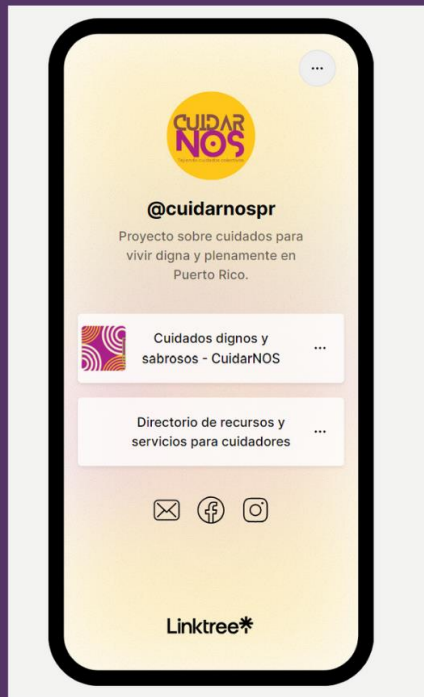 CUIDAR
NOS
@cuidarnospr
Proyecto sobre cuidados para
vivir digna y plenamente en
Puerto Rico.
Cuidados dignos y
sabrosos - CuidarNOS
Directorio de recursos y
servicios para cuidadores
Linktree